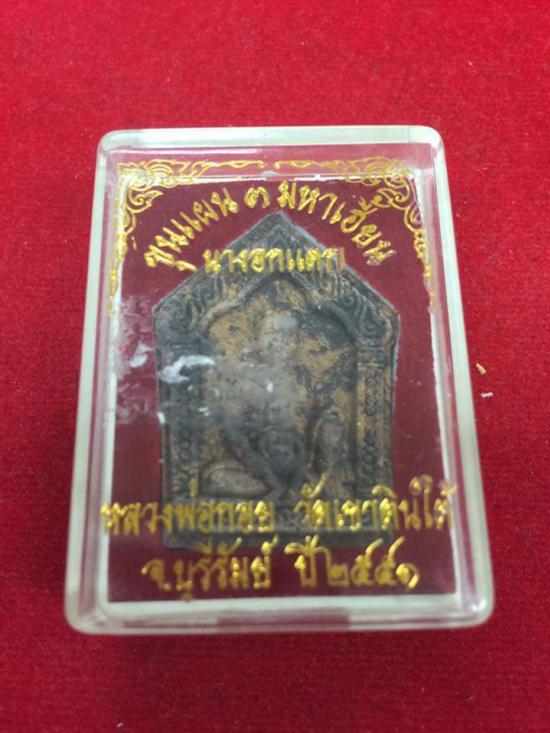 ขุนแผน ๓ มหาเฮี้ยน
นางอกแตก
หลวงพ่อกอย วัดเขาดินใต้
จ.บุรีรัมย์ ปี๒๕๕๑